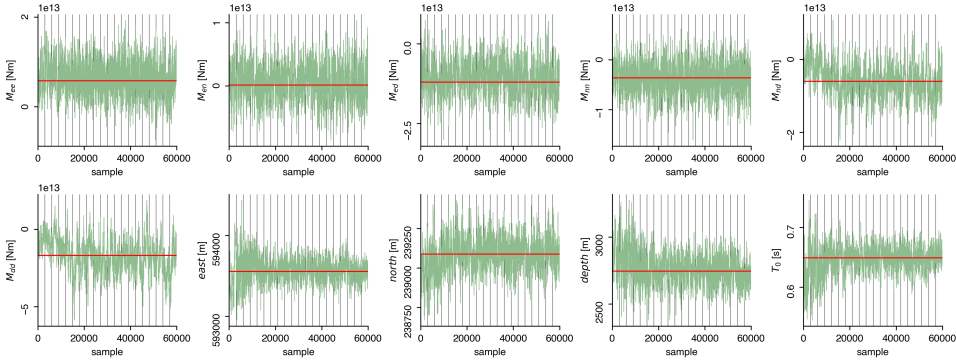 1e13 1e13 1e13 1e13 1e13
2 0
M_ee [Nm]
0 20000 40000 60000
sample
1 0
M_en [Nm]
0 20000 40000 60000
sample
0.0 −2.5
M_ed [Nm]
0 20000 40000 60000
sample
0 −1
M_nn [Nm]
0 20000 40000 60000
sample
0 −2
M_nd [Nm]
0 20000 40000 60000
sample
1e13
0 −5
M_dd [Nm]
0 20000 40000 60000
sample
594000 593000
east [m]
0 20000 40000 60000
sample
239250 239000 238750
north [m]
0 20000 40000 60000
sample
3000 2500
depth [m]
0 20000 40000 60000
sample
0.7 0.6
T_0 [s]
0 20000 40000 60000
sample